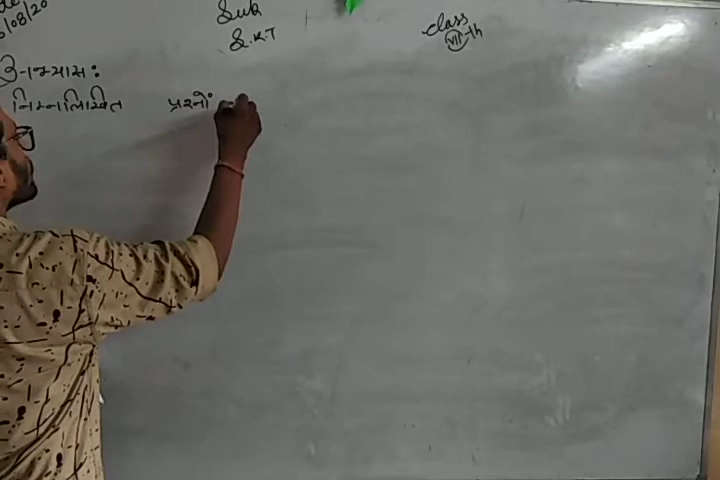 Sub
S.K.T
class
VII-th
अभ्यास:
निम्नलिखित प्रश्नों